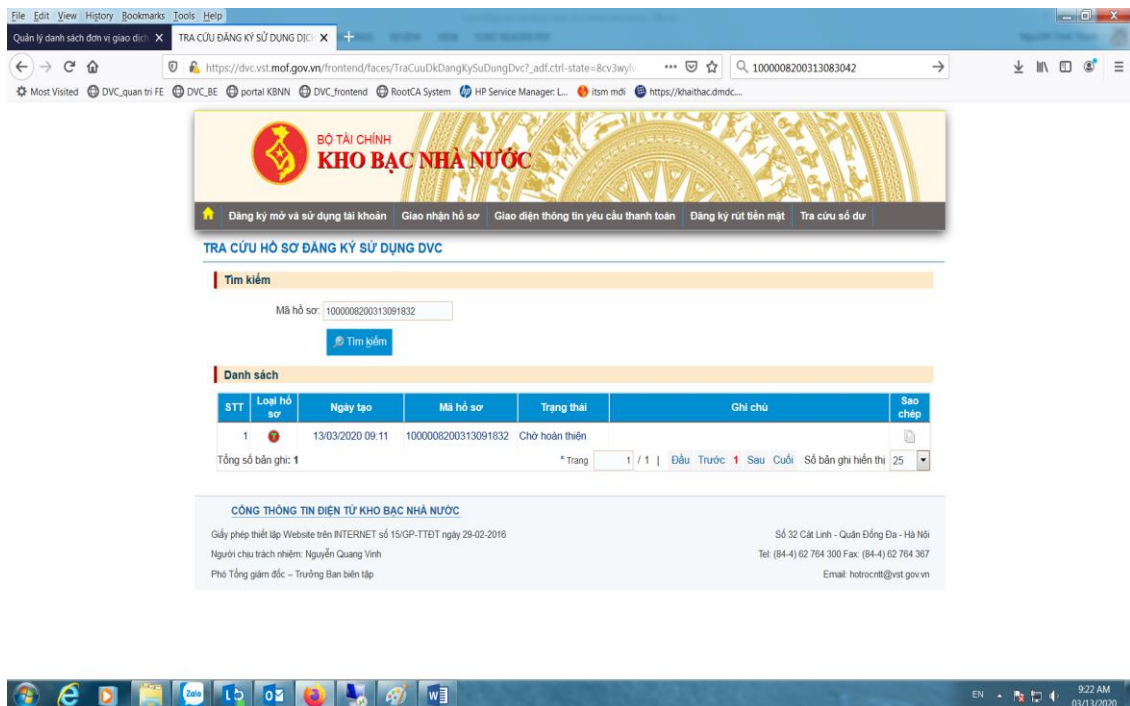 File Edit View History Bookmarks Tools Help
Quản lý danh sách đơn vị giao dịch X TRA CỨU ĐĂNG KÝ SỬ DỤNG DỊC X +
https://dvc.vst.mof.gov.vn/frontend/faces/TraCuuDkDangKySuDungDvc?_adf.ctrl-state=8cv3wylv ... 1000008200313083042
Most Visited DVC_quan tri FE DVC_BE portal KBNN DVC_frontend RootCA System HP Service Manager: L... itsm mới https://khaithac.dmdc....
BỘ TÀI CHÍNH
KHO BẠC NHÀ NƯỚC
Đăng ký mở và sử dụng tài khoản Giao nhận hồ sơ Giao diện thông tin yêu cầu thanh toán Đăng ký rút tiền mặt Tra cứu số dư
TRA CỨU HỒ SƠ ĐĂNG KÝ SỬ DỤNG DVC
Tìm kiếm
Mã hồ sơ: 1000008200313091832
Tìm kiếm
Danh sách
STT Loại hồ sơ Ngày tạo Mã hồ sơ Trạng thái Ghi chú Sao chép
1 13/03/2020 09:11 1000008200313091832 Chờ hoàn thiện
Tổng số bản ghi: 1 * Trang 1 / 1 | Đầu Trước 1 Sau Cuối Số bản ghi hiển thị 25
CỔNG THÔNG TIN ĐIỆN TỬ KHO BẠC NHÀ NƯỚC
Giấy phép thiết lập Website trên INTERNET số 15/GP-TTĐT ngày 29-02-2016 Số 32 Cát Linh - Quận Đống Đa - Hà Nội
Người chịu trách nhiệm: Nguyễn Quang Vinh Tel: (84-4) 62 764 300 Fax: (84-4) 62 764 367
Phó Tổng giám đốc – Trưởng Ban biên tập Email: hotrocntt@vst.gov.vn
Zalo EN 9:22 AM
03/13/2020